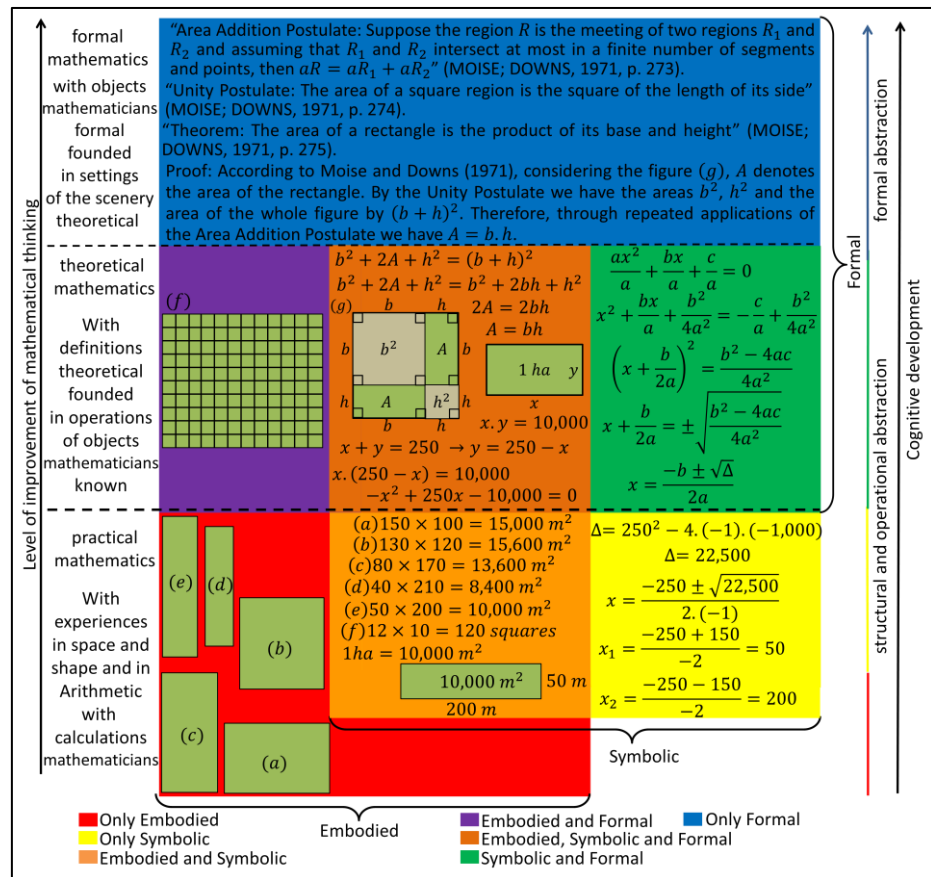 formal
mathematics
with objects
mathematicians
formal
founded
in settings
of the scenery
theoretical
“Area Addition Postulate: Suppose the region R is the meeting of two regions R₁ and
R₂ and assuming that R₁ and R₂ intersect at most in a finite number of segments
and points, then aR = aR₁ + aR₂” (MOISE; DOWNS, 1971, p. 273).
“Unity Postulate: The area of a square region is the square of the length of its side”
(MOISE; DOWNS, 1971, p. 274).
“Theorem: The area of a rectangle is the product of its base and height” (MOISE;
DOWNS, 1971, p. 275).
Proof: According to Moise and Downs (1971), considering the figure (g), A denotes
the area of the rectangle. By the Unity Postulate we have the areas b², h² and the
area of the whole figure by (b + h)². Therefore, through repeated applications of
the Area Addition Postulate we have A = b.h.
theoretical
mathematics
With
definitions
theoretical
founded
in operations
of objects
mathematicians
known
(f)
b² + 2A + h² = (b + h)²
b² + 2A + h² = b² + 2bh + h²
(g) b h
2A = 2bh
A = bh
b b² A b
h A h² h
b h
1 ha y
x
x.y = 10,000
x + y = 250 → y = 250 − x
x.(250 − x) = 10,000
−x² + 250x − 10,000 = 0
ax²/a + bx/a + c/a = 0
x² + bx/a + b²/4a² = −c/a + b²/4a²
(x + b/2a)² = b² − 4ac/4a²
x + b/2a = ±√b² − 4ac/4a²
x = −b ± √Δ/2a
practical
mathematics
With
experiences
in space and
shape and in
Arithmetic
with
calculations
mathematicians
(e)
(d)
(b)
(c)
(a)
(a)150 × 100 = 15,000 m²
(b)130 × 120 = 15,600 m²
(c)80 × 170 = 13,600 m²
(d)40 × 210 = 8,400 m²
(e)50 × 200 = 10,000 m²
(f)12 × 10 = 120 squares
1ha = 10,000 m²
10,000 m² 50 m
200 m
Δ= 250² − 4.(−1).(−1,000)
Δ= 22,500
x = −250 ± √22,500/2.(−1)
x₁ = −250 + 150/−2 = 50
x₂ = −250 − 150/−2 = 200
Level of improvement of mathematical thinking
Formal
formal abstraction
structural and operational abstraction
Cognitive development
Symbolic
Embodied
Only Embodied
Only Symbolic
Embodied and Symbolic
Embodied and Formal
Embodied, Symbolic and Formal
Symbolic and Formal
Only Formal